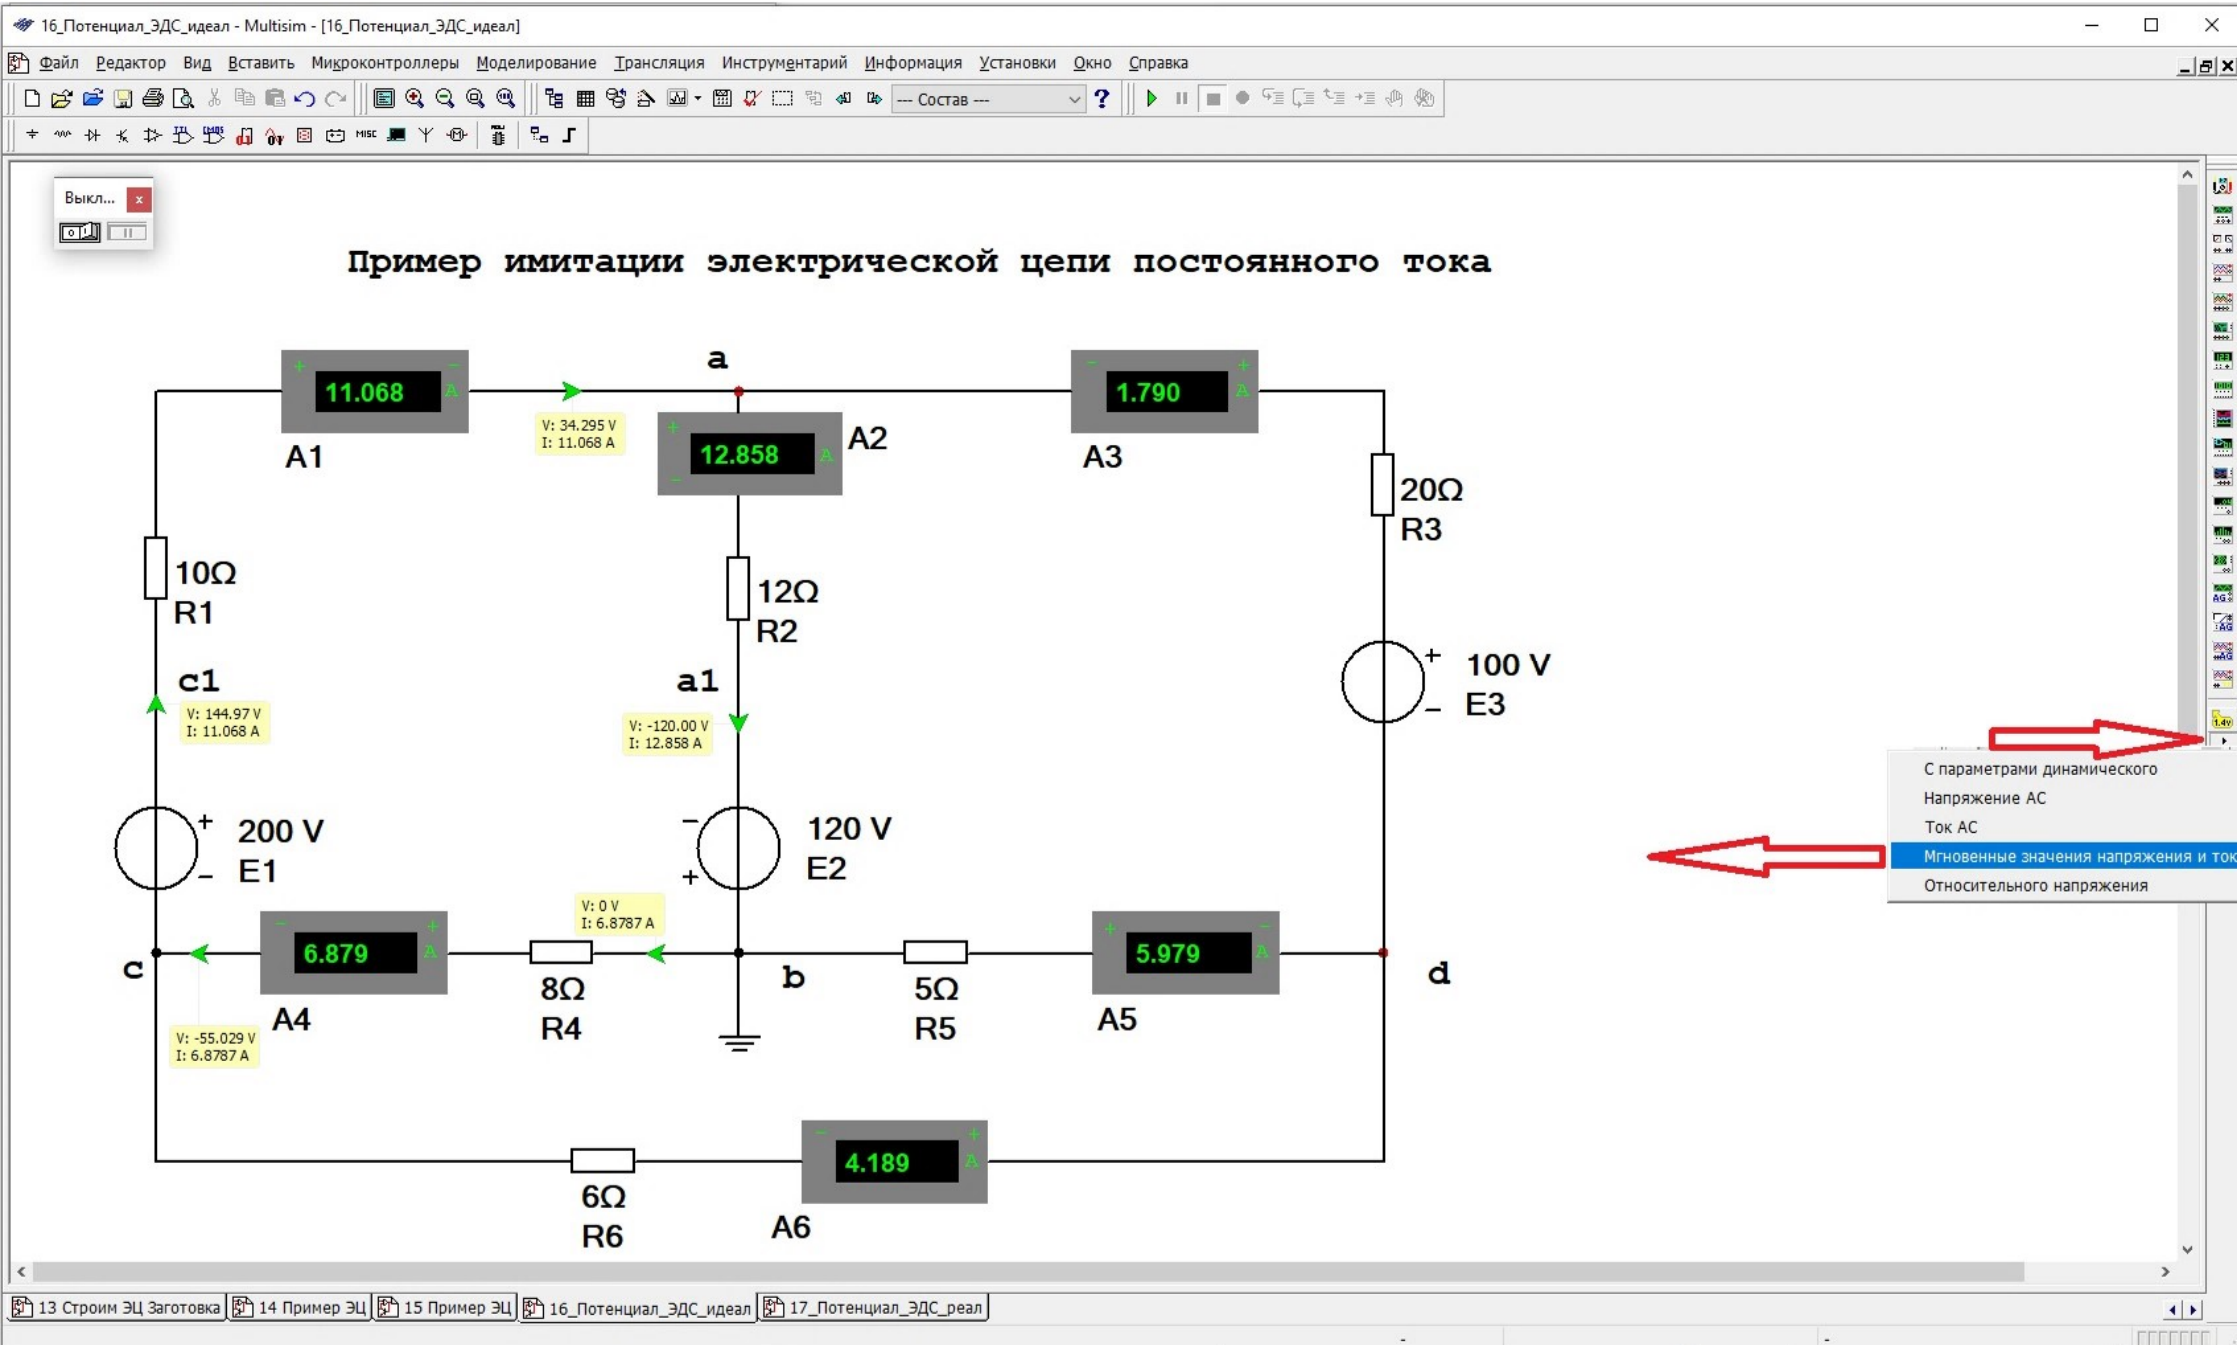 16_Потенциал_ЭДС_идеал - Multisim - [16_Потенциал_ЭДС_идеал]
Файл Редактор Вид Вставить Микроконтроллеры Моделирование Трансляция Инструментарий Информация Установки Окно Справка
--- Состав ---
MISC
Выкл...
Пример имитации электрической цепи постоянного тока
a
11.068 A
1.790 A
V: 34.295 V
I: 11.068 A
A2
12.858 A
A1
A3
20Ω
R3
10Ω
R1
12Ω
R2
c1
a1
100 V
E3
V: 144.97 V
I: 11.068 A
V: -120.00 V
I: 12.858 A
С параметрами динамического
Напряжение AC
Ток AC
Мгновенные значения напряжения и ток
Относительного напряжения
200 V
E1
120 V
E2
V: 0 V
I: 6.8787 A
6.879 A
5.979 A
c
b
d
8Ω
R4
5Ω
R5
A4
A5
V: -55.029 V
I: 6.8787 A
4.189 A
6Ω
R6
A6
13 Строим ЭЦ Заготовка 14 Пример ЭЦ 15 Пример ЭЦ 16_Потенциал_ЭДС_идеал 17_Потенциал_ЭДС_реал